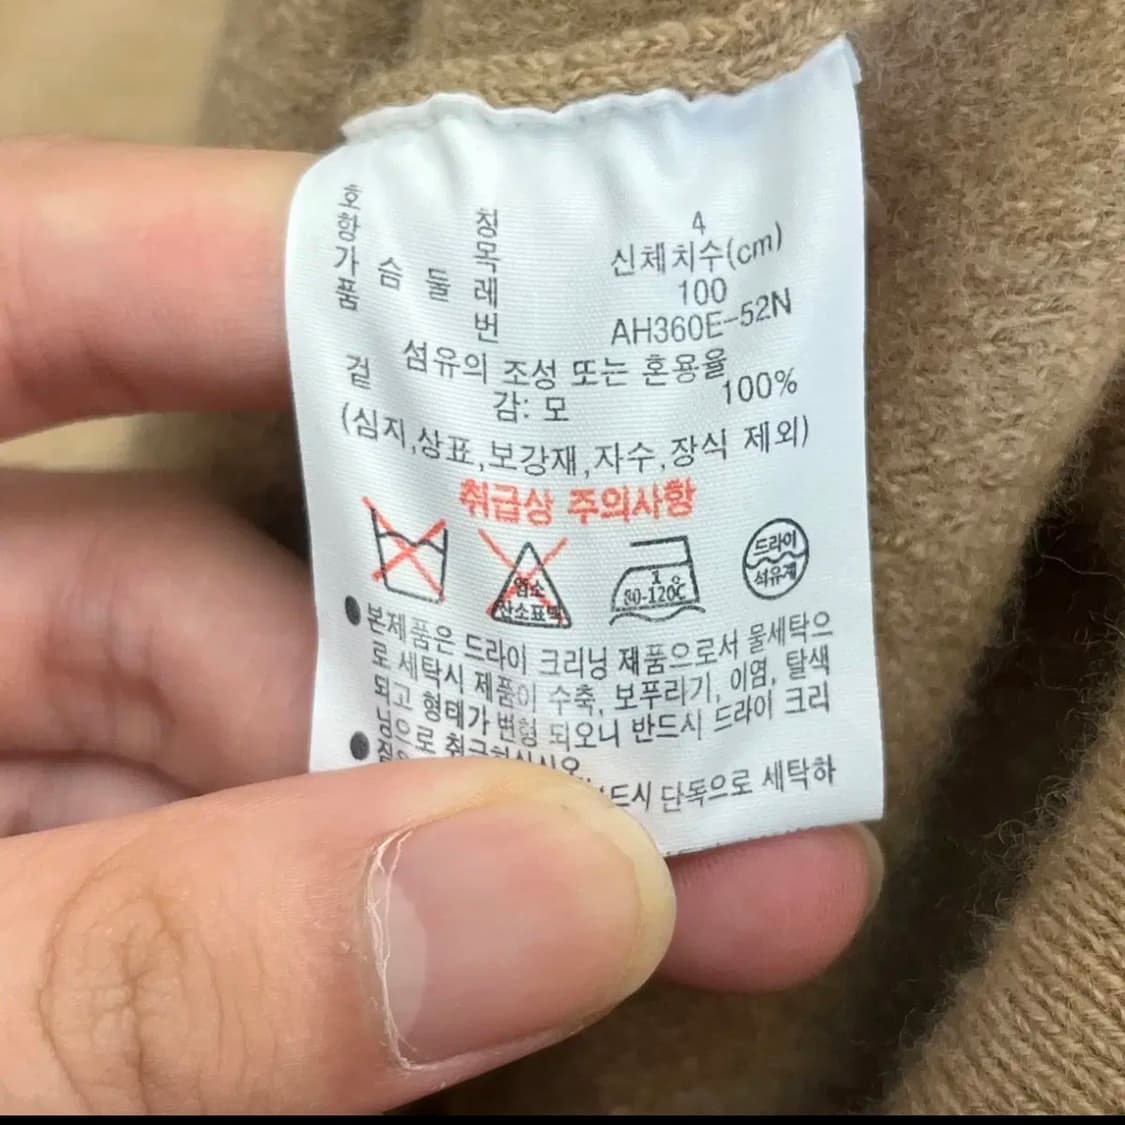 호 칭 4
항 목 신체치수(cm)
가 슴 둘 레 100
품 번 AH360E-52N
섬유의 조성 또는 혼용율
겉 감: 모 100%
(심지,상표,보강재,자수,장식 제외)
취급상 주의사항
염소
산소표백
1
80-120℃
드라이
석유계
●본제품은 드라이 크리닝 제품으로서 물세탁으
로 세탁시 제품이 수축, 보푸라기, 이염, 탈색
되고 형태가 변형 되오니 반드시 드라이 크리
닝으로 취급하십시오.
● 드시 단독으로 세탁하